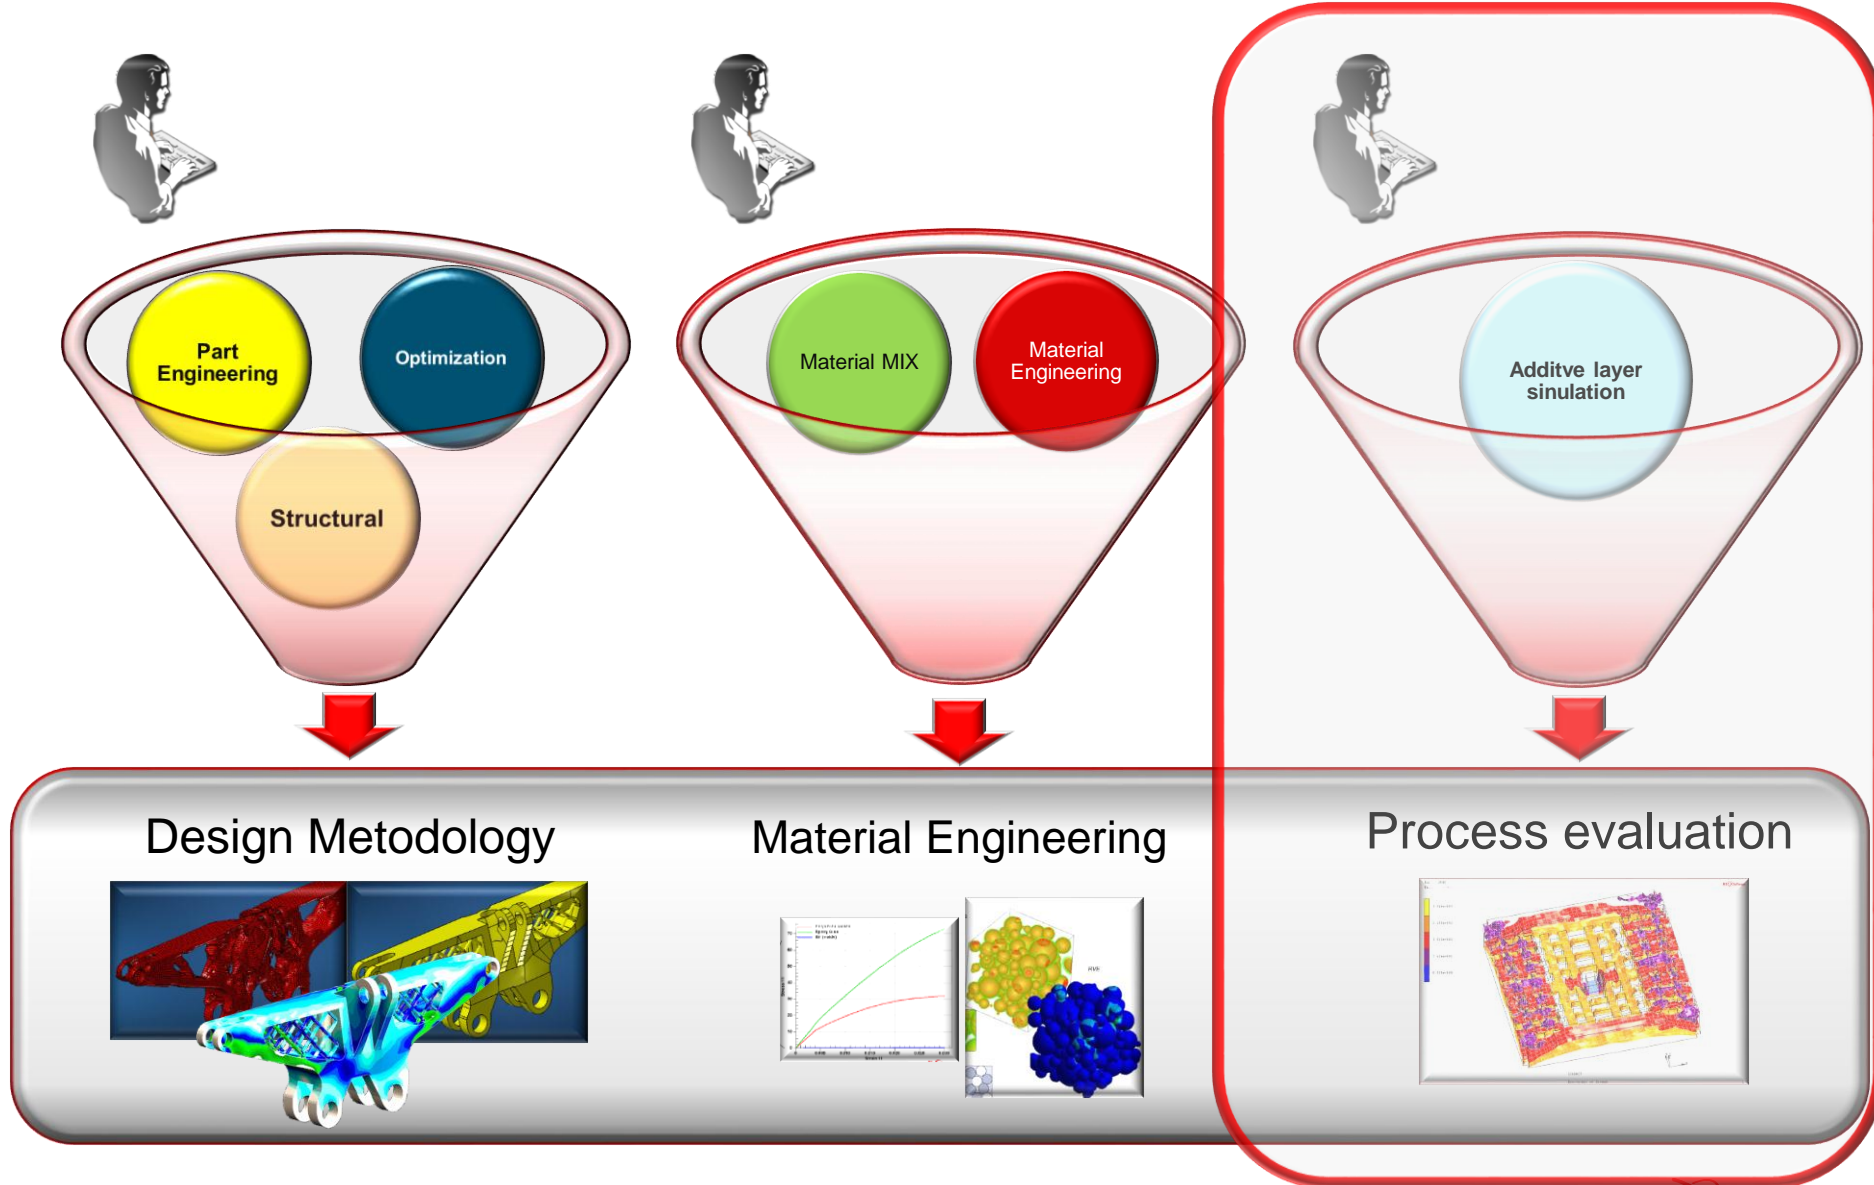 Part
Engineering
Optimization
Structural
Material MIX
Material
Engineering
Additve layer
sinulation
Design Metodology
Material Engineering
Process evaluation